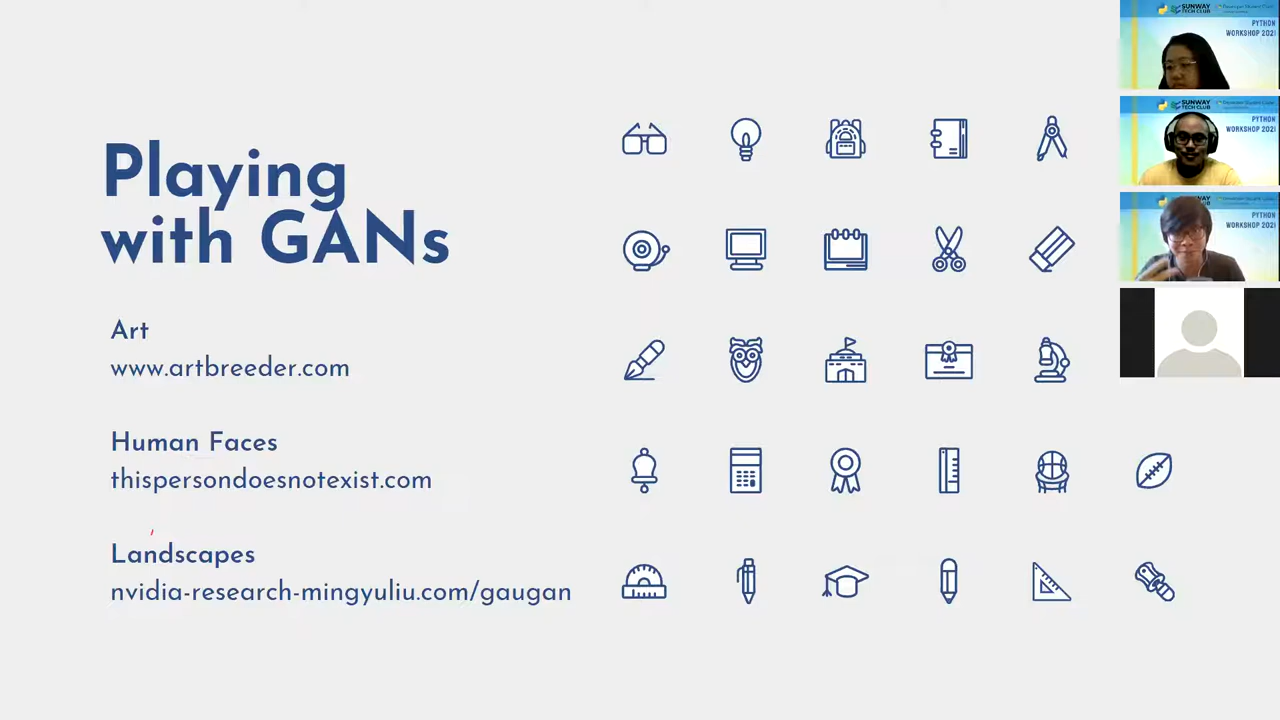 Playing
with GANs
Art
www.artbreeder.com
Human Faces
thispersondoesnotexist.com
Landscapes
nvidia-research-mingyuliu.com/gaugan
SUNWAY
TECH CLUB
PYTHON
WORKSHOP 2021
SUNWAY
TECH CLUB
PYTHON
WORKSHOP 2021
PYTHON
WORKSHOP 2021